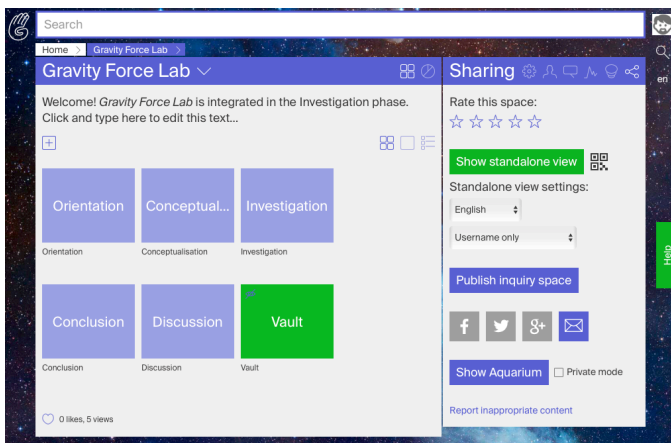 Search
Home
Gravity Force Lab
en
Gravity Force Lab
Welcome! Gravity Force Lab is integrated in the Investigation phase.
Click and type here to edit this text...
Orientation
Conceptual...
Investigation
Orientation
Conceptualisation
Investigation
Conclusion
Discussion
Vault
Conclusion
Discussion
Vault
0 likes, 5 views
Sharing
Rate this space:
Show standalone view
Standalone view settings:
English
Username only
Publish inquiry space
f
g+
Show Aquarium
Private mode
Report inappropriate content
Help